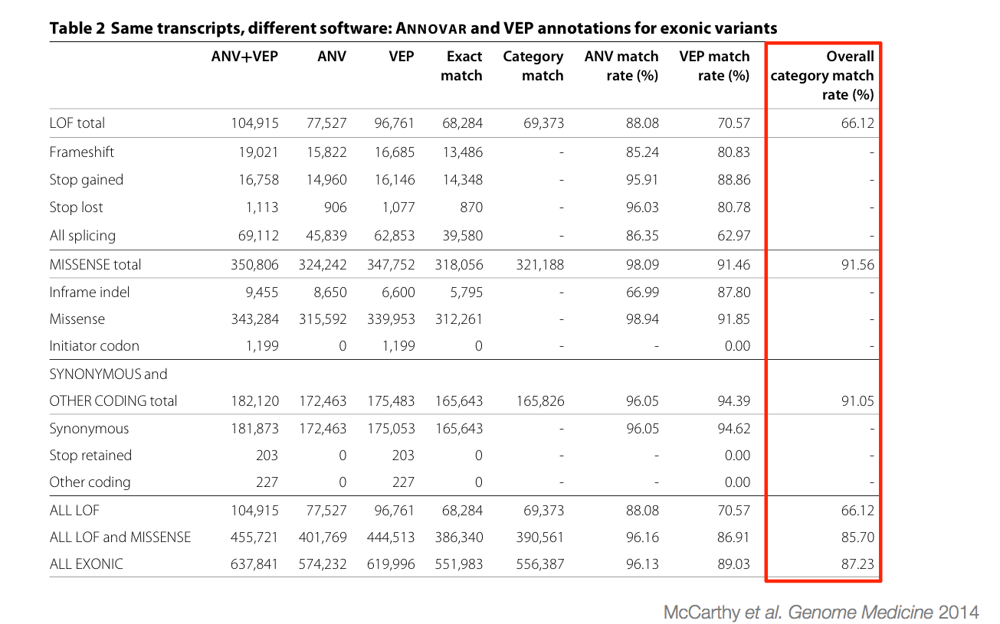 Table 2 Same transcripts, different software: ANNOVAR and VEP annotations for exonic variants
ANV+VEP ANV VEP Exact match Category match ANV match rate (%) VEP match rate (%) Overall category match rate (%)
LOF total 104,915 77,527 96,761 68,284 69,373 88.08 70.57 66.12
Frameshift 19,021 15,822 16,685 13,486 - 85.24 80.83 -
Stop gained 16,758 14,960 16,146 14,348 - 95.91 88.86 -
Stop lost 1,113 906 1,077 870 - 96.03 80.78 -
All splicing 69,112 45,839 62,853 39,580 - 86.35 62.97 -
MISSENSE total 350,806 324,242 347,752 318,056 321,188 98.09 91.46 91.56
Inframe indel 9,455 8,650 6,600 5,795 - 66.99 87.80 -
Missense 343,284 315,592 339,953 312,261 - 98.94 91.85 -
Initiator codon 1,199 0 1,199 0 - - 0.00 -
SYNONYMOUS and
OTHER CODING total 182,120 172,463 175,483 165,643 165,826 96.05 94.39 91.05
Synonymous 181,873 172,463 175,053 165,643 - 96.05 94.62 -
Stop retained 203 0 203 0 - - 0.00 -
Other coding 227 0 227 0 - - 0.00 -
ALL LOF 104,915 77,527 96,761 68,284 69,373 88.08 70.57 66.12
ALL LOF and MISSENSE 455,721 401,769 444,513 386,340 390,561 96.16 86.91 85.70
ALL EXONIC 637,841 574,232 619,996 551,983 556,387 96.13 89.03 87.23
McCarthy et al. Genome Medicine 2014